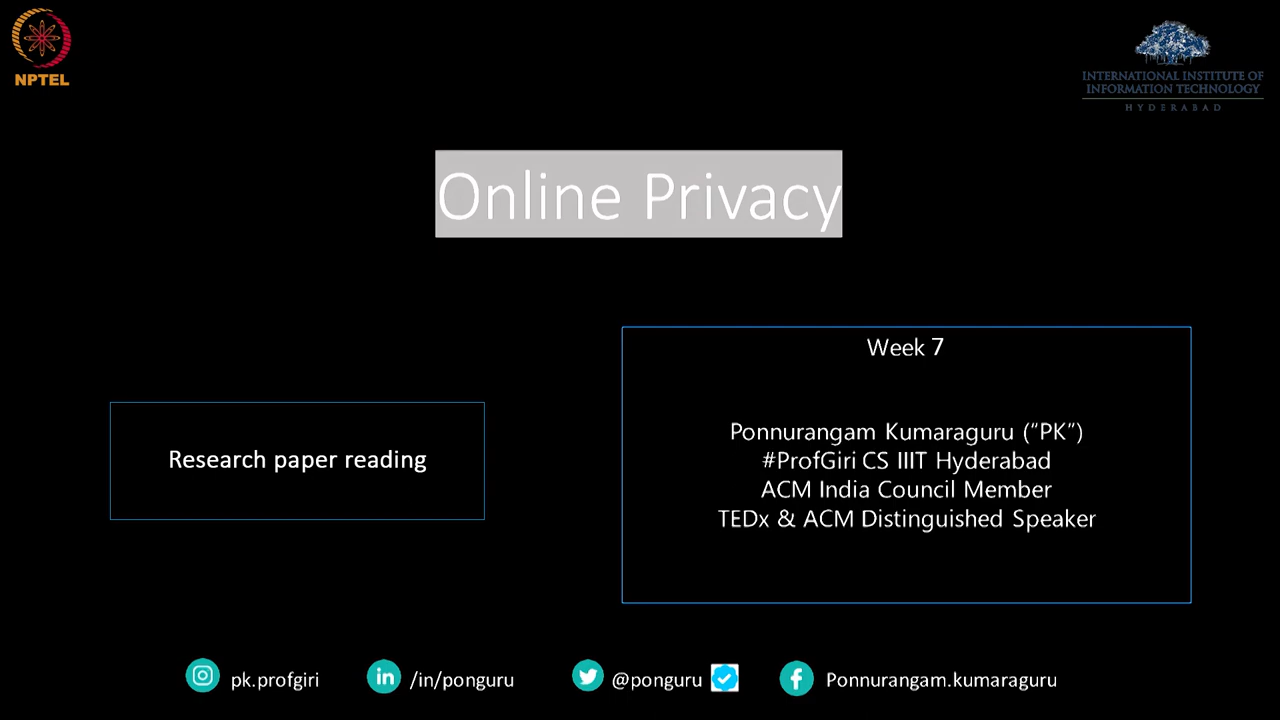 NPTEL
INTERNATIONAL INSTITUTE OF
INFORMATION TECHNOLOGY
HYDERABAD
Online Privacy
Research paper reading
Week 7
Ponnurangam Kumaraguru (”PK”)
#ProfGiri CS IIIT Hyderabad
ACM India Council Member
TEDx & ACM Distinguished Speaker
pk.profgiri
/in/ponguru
@ponguru
Ponnurangam.kumaraguru